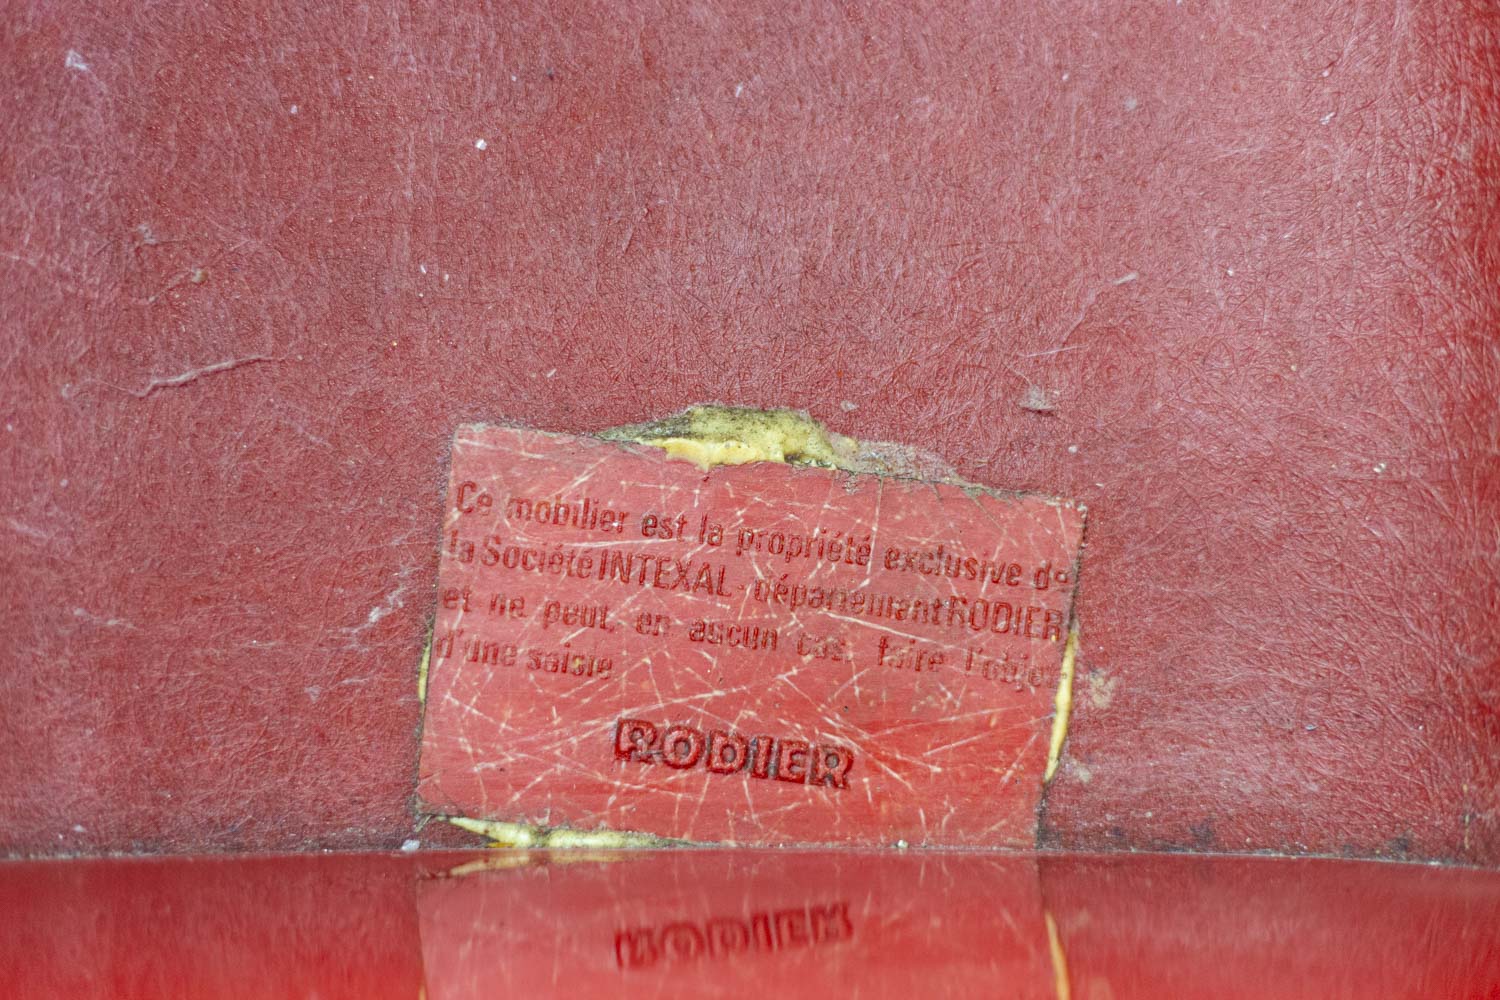 Ce mobilier est la propriété exclusive de
la Société INTEXAL - département RODIER
et ne peut, en aucun cas, faire l'objet
d'une saisie
RODIER
RODIER